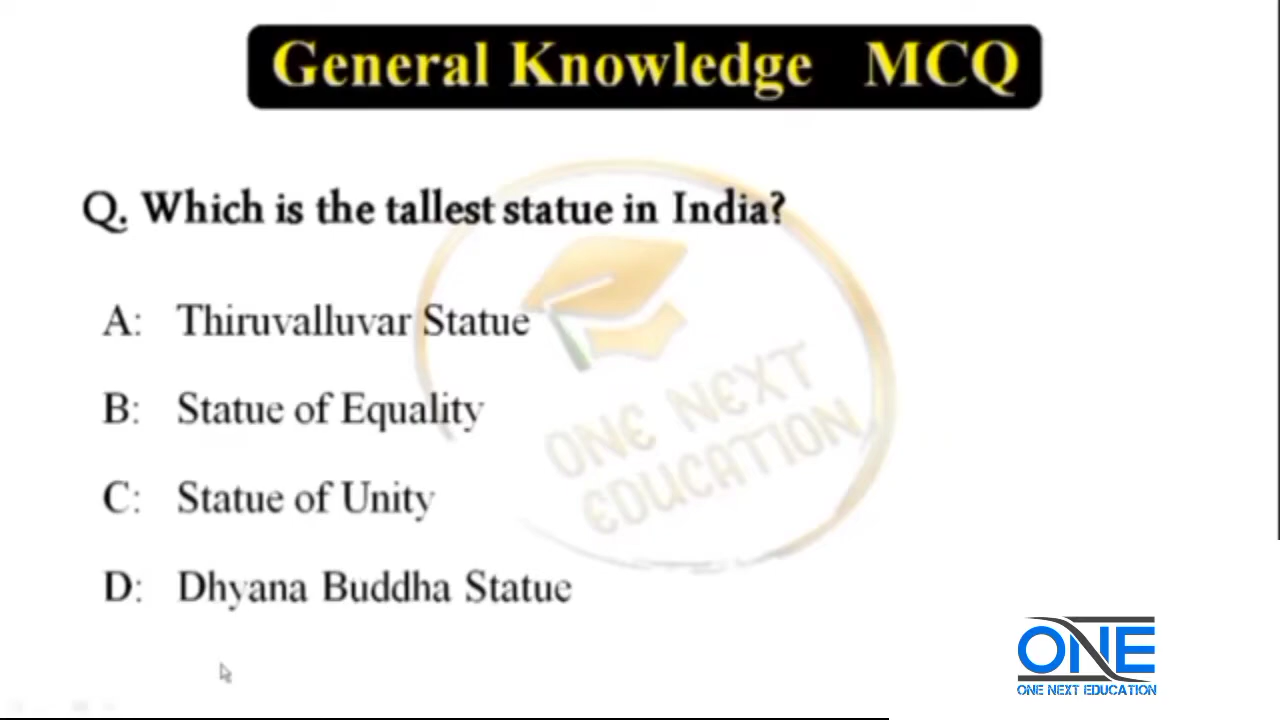 General Knowledge MCQ
Q. Which is the tallest statue in India?
A: Thiruvalluvar Statue
B: Statue of Equality
C: Statue of Unity
D: Dhyana Buddha Statue
ONE NEXT
EDUCATION
ONE
ONE NEXT EDUCATION